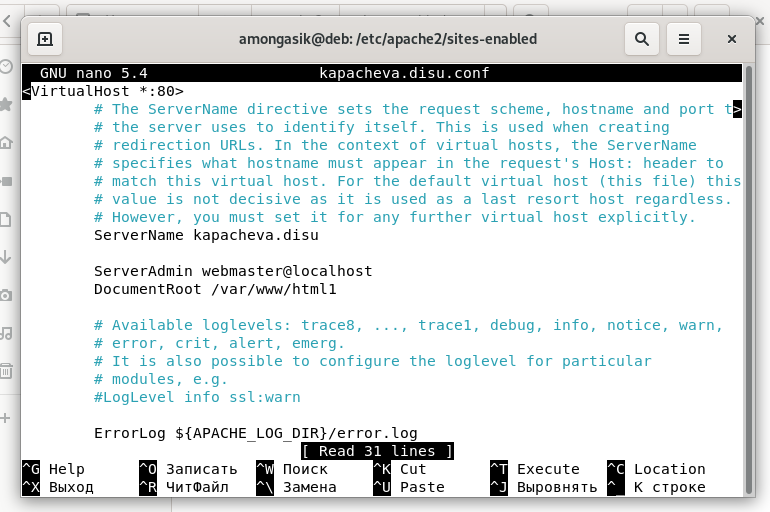 amongasik@deb: /etc/apache2/sites-enabled
GNU nano 5.4 kapacheva.disu.conf
<VirtualHost *:80>
# The ServerName directive sets the request scheme, hostname and port t>
# the server uses to identify itself. This is used when creating
# redirection URLs. In the context of virtual hosts, the ServerName
# specifies what hostname must appear in the request's Host: header to
# match this virtual host. For the default virtual host (this file) this
# value is not decisive as it is used as a last resort host regardless.
# However, you must set it for any further virtual host explicitly.
ServerName kapacheva.disu
ServerAdmin webmaster@localhost
DocumentRoot /var/www/html1
# Available loglevels: trace8, ..., trace1, debug, info, notice, warn,
# error, crit, alert, emerg.
# It is also possible to configure the loglevel for particular
# modules, e.g.
#LogLevel info ssl:warn
ErrorLog ${APACHE_LOG_DIR}/error.log
[ Read 31 lines ]
^G Help ^O Записать ^W Поиск ^K Cut ^T Execute ^C Location
^X Выход ^R ЧитФайл ^\ Замена ^U Paste ^J Выровнять ^_ К строке